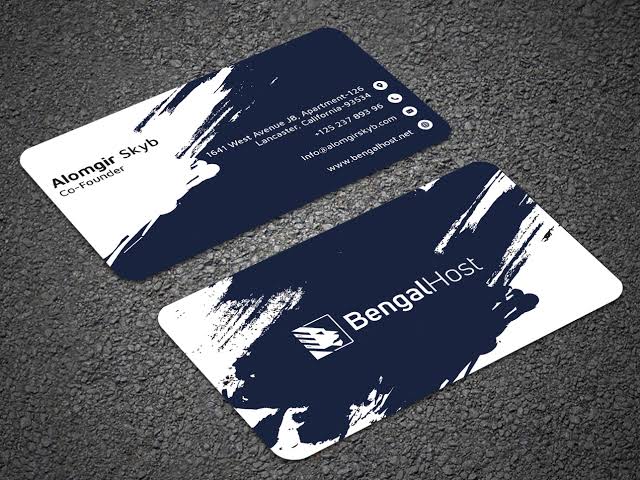 Alomgir Skyb
Co-Founder
1641 West Avenue J8, Apartment-126
Lancaster, California-93534
+125 237 893 96
Info@alomgirskyb.com
www.bengalhost.net
BengalHost